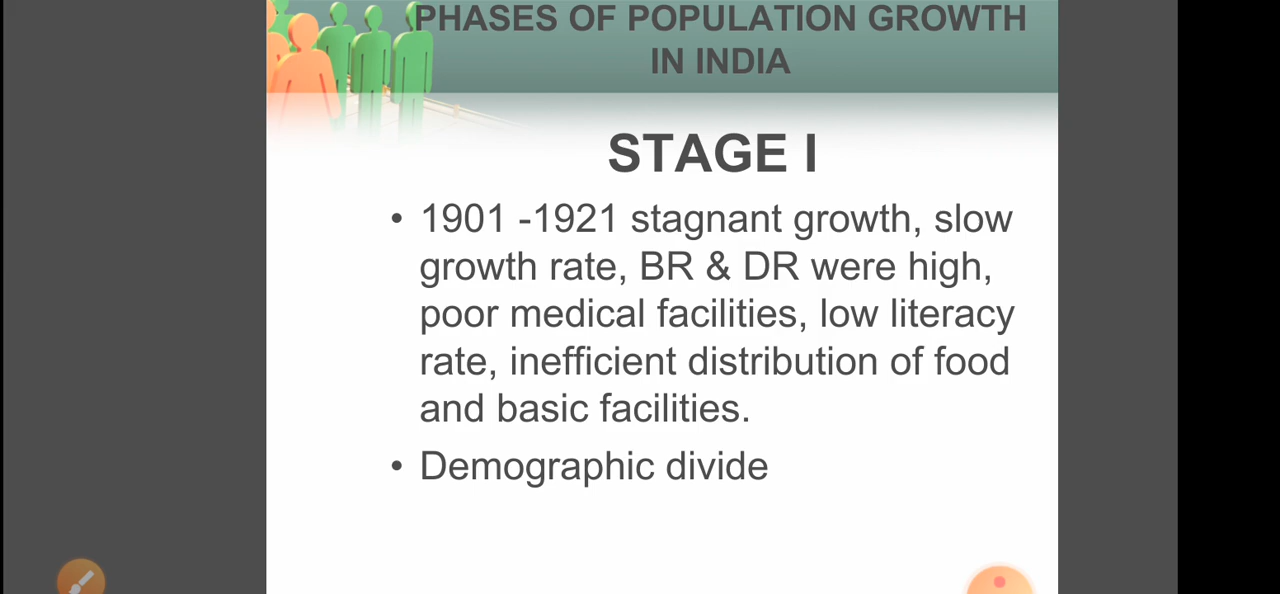 PHASES OF POPULATION GROWTH
IN INDIA
STAGE I
• 1901 -1921 stagnant growth, slow
growth rate, BR & DR were high,
poor medical facilities, low literacy
rate, inefficient distribution of food
and basic facilities.
• Demographic divide